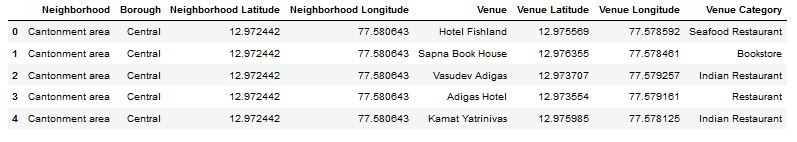 Neighborhood Borough Neighborhood Latitude Neighborhood Longitude Venue Venue Latitude Venue Longitude Venue Category
0 Cantonment area Central 12.972442 77.580643 Hotel Fishland 12.975569 77.578592 Seafood Restaurant
1 Cantonment area Central 12.972442 77.580643 Sapna Book House 12.976355 77.578461 Bookstore
2 Cantonment area Central 12.972442 77.580643 Vasudev Adigas 12.973707 77.579257 Indian Restaurant
3 Cantonment area Central 12.972442 77.580643 Adigas Hotel 12.973554 77.579161 Restaurant
4 Cantonment area Central 12.972442 77.580643 Kamat Yatrinivas 12.975985 77.578125 Indian Restaurant